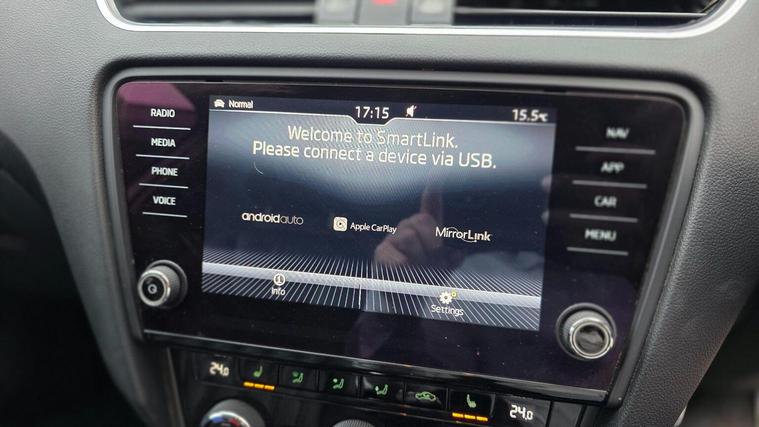 Normal
17:15
15.5°C
Welcome to SmartLink.
Please connect a device via USB.
androidauto
Apple CarPlay
MirrorLink
Info
Settings
RADIO
MEDIA
PHONE
VOICE
NAV
APP
CAR
MENU
24.0
24.0